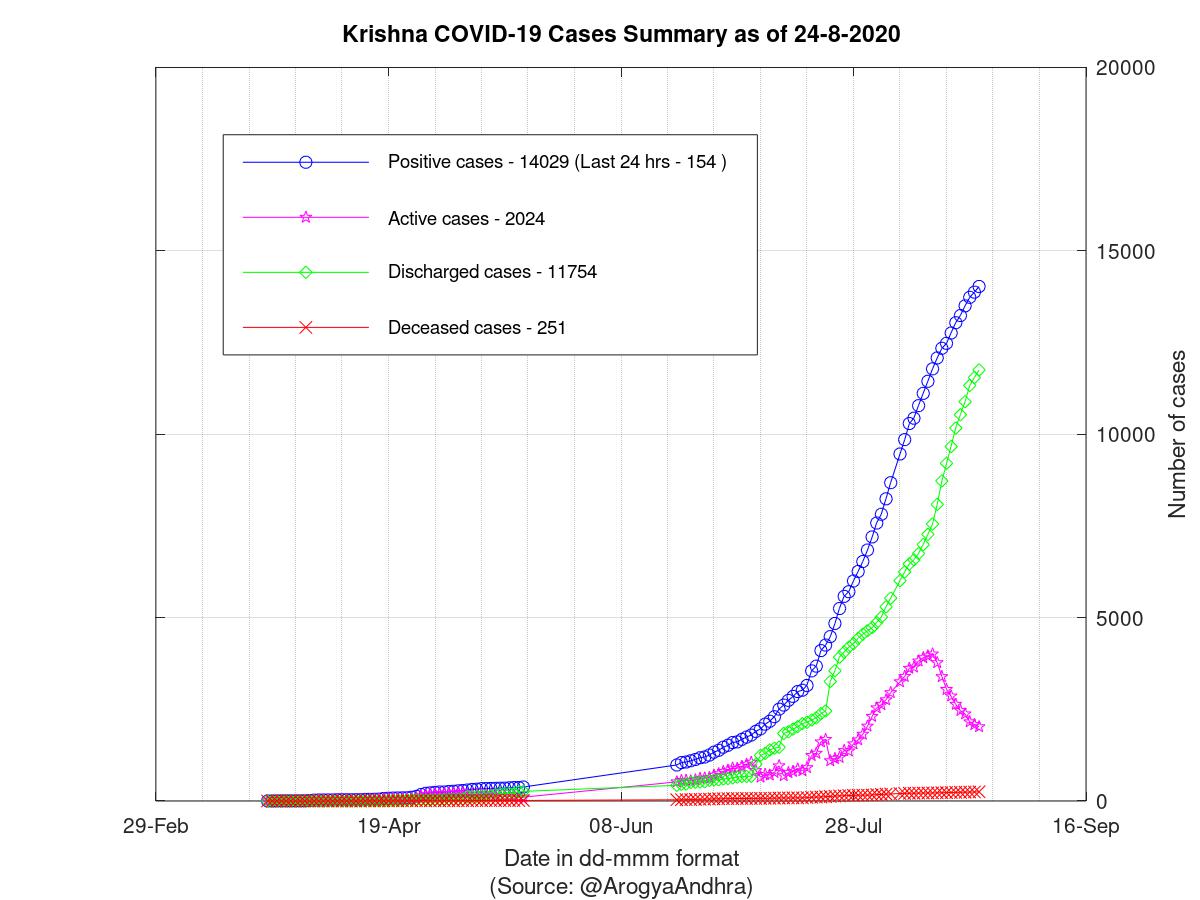 Krishna COVID-19 Cases Summary as of 24-8-2020
20000
Positive cases - 14029 (Last 24 hrs - 154 )
Active cases - 2024
15000
Discharged cases - 11754
Deceased cases - 251
10000
Number of cases
5000
0
29-Feb 19-Apr 08-Jun 28-Jul 16-Sep
Date in dd-mmm format
(Source: @ArogyaAndhra)